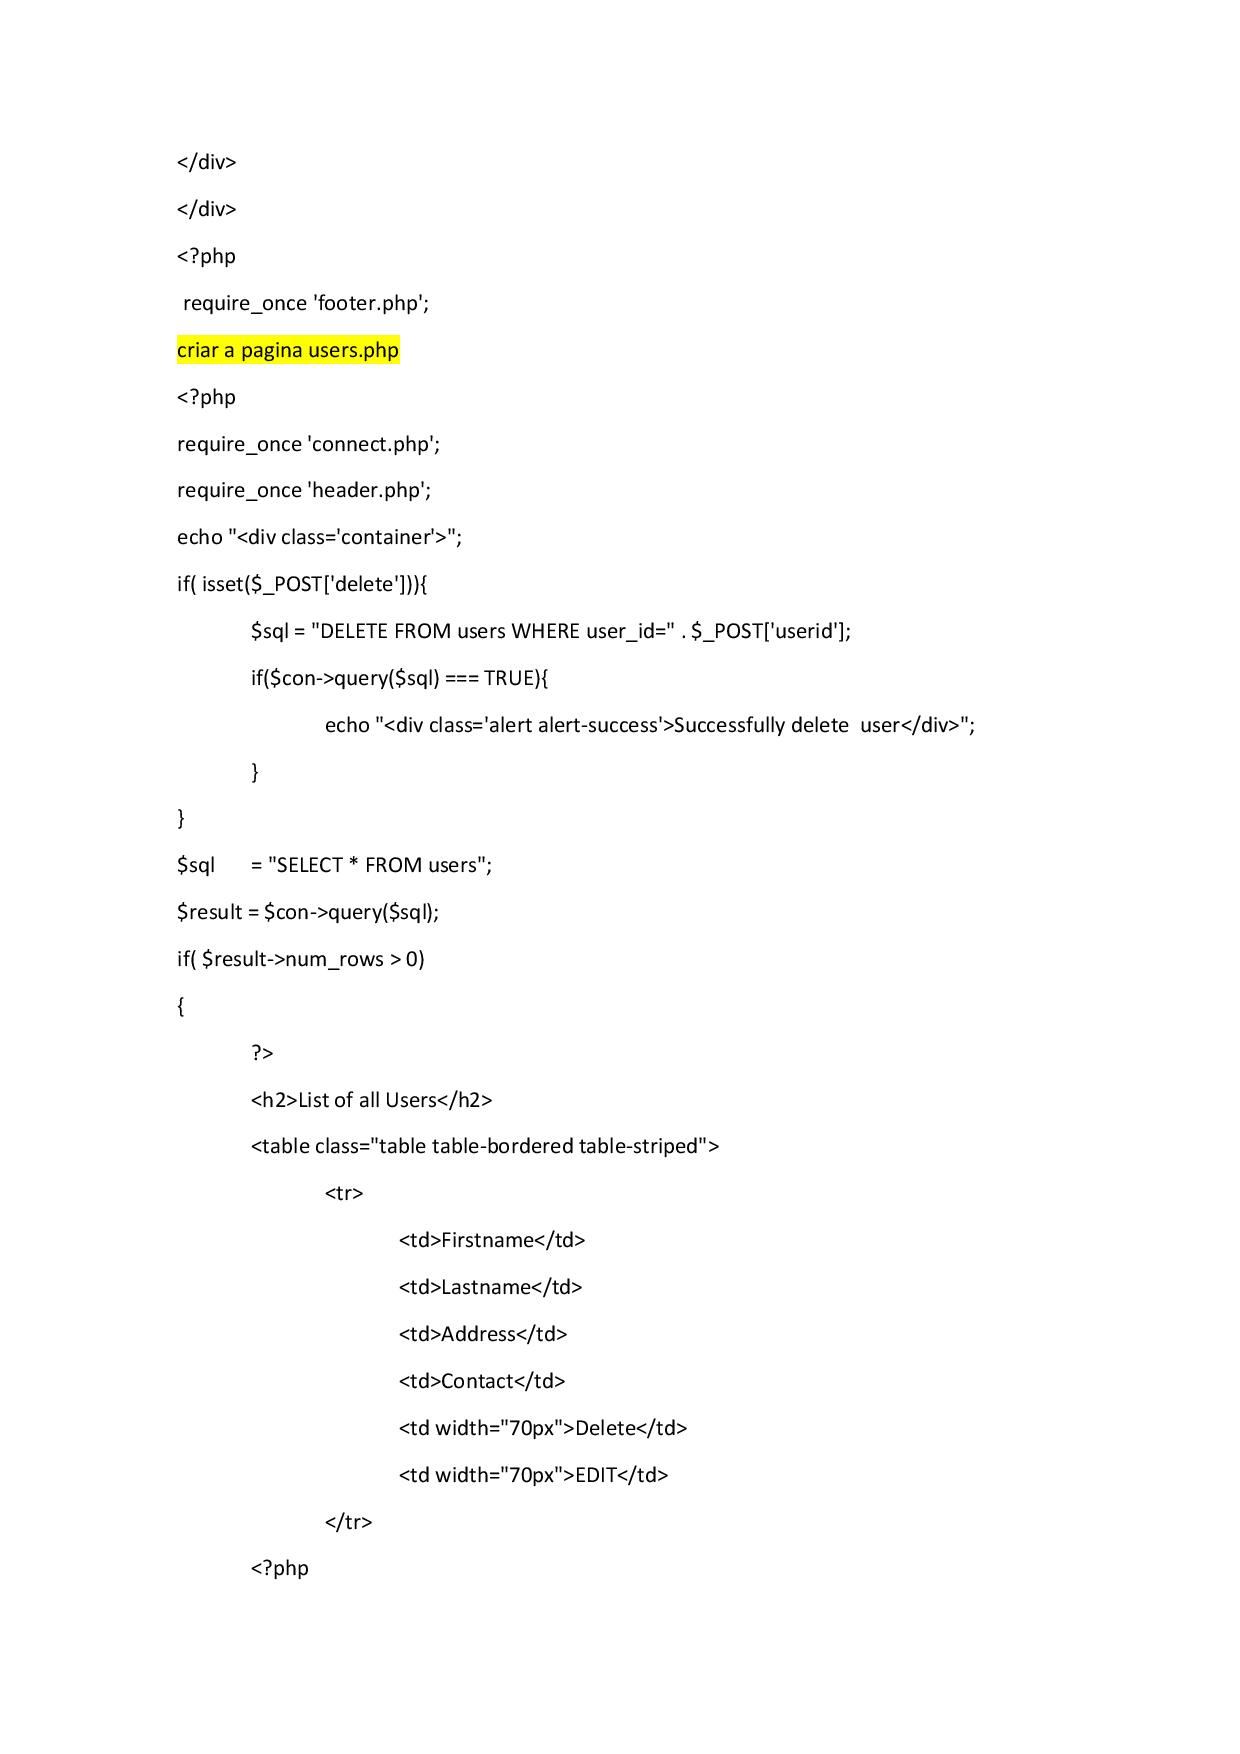 </div>
</div>
<?php
require_once 'footer.php';
criar a pagina users.php
<?php
require_once 'connect.php';
require_once 'header.php';
echo "<div class='container'>";
if( isset($_POST['delete'])){
$sql = "DELETE FROM users WHERE user_id=" . $_POST['userid'];
if($con->query($sql) === TRUE){
echo "<div class='alert alert-success'>Successfully delete  user</div>";
}
}
$sql = "SELECT * FROM users";
$result = $con->query($sql);
if( $result->num_rows > 0)
{
?>
<h2>List of all Users</h2>
<table class="table table-bordered table-striped">
<tr>
<td>Firstname</td>
<td>Lastname</td>
<td>Address</td>
<td>Contact</td>
<td width="70px">Delete</td>
<td width="70px">EDIT</td>
</tr>
<?php